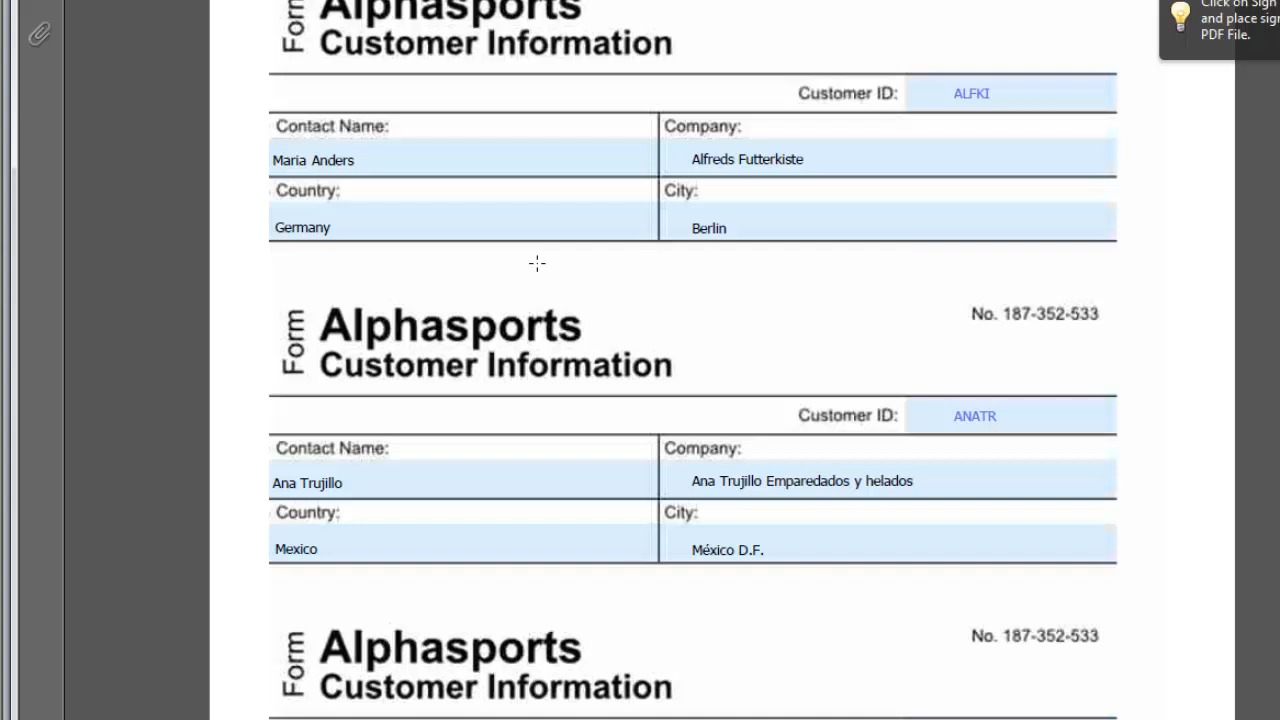 Click on Sign
and place sig
PDF File.
Form
Alphasports
Customer Information
Customer ID: ALFKI
Contact Name: Company:
Maria Anders Alfreds Futterkiste
Country: City:
Germany Berlin
Form
Alphasports No. 187-352-533
Customer Information
Customer ID: ANATR
Contact Name: Company:
Ana Trujillo Ana Trujillo Emparedados y helados
Country: City:
Mexico México D.F.
Form
Alphasports No. 187-352-533
Customer Information